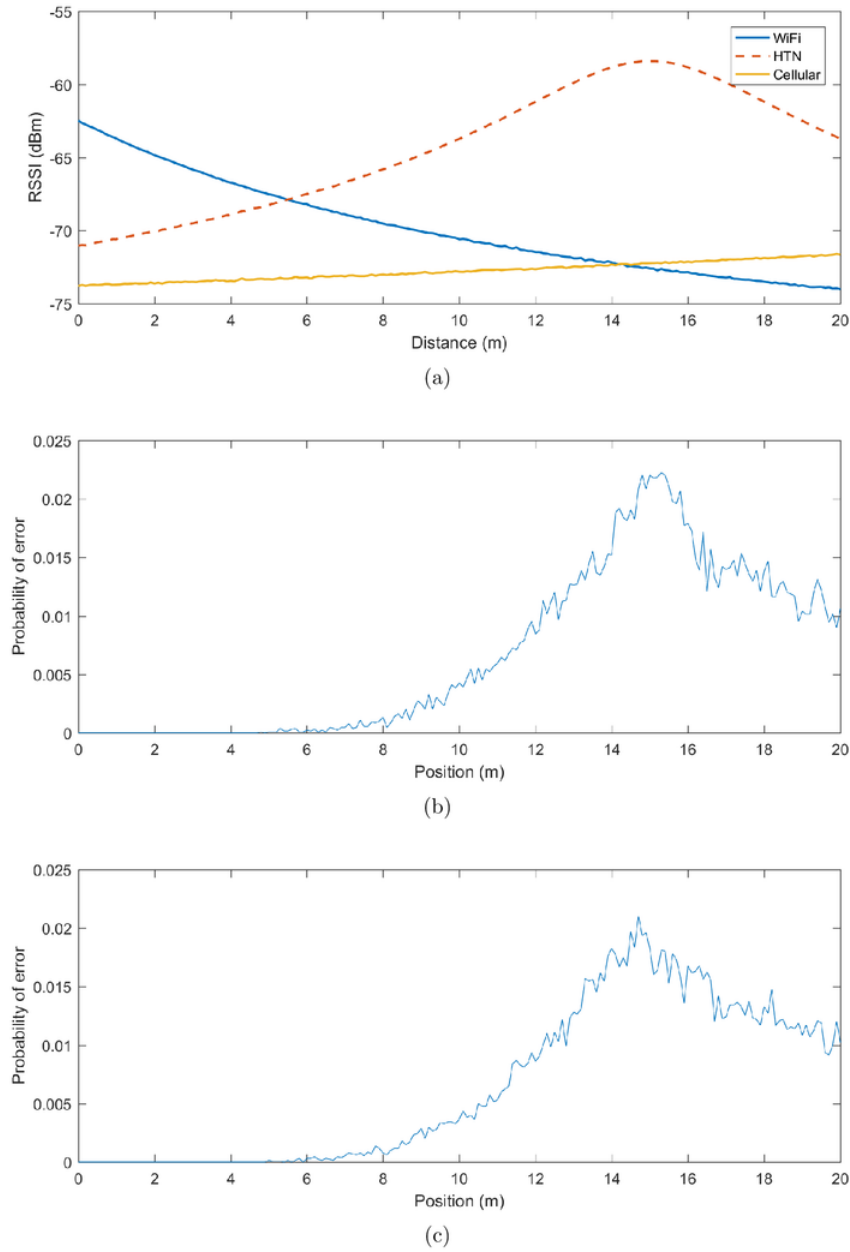 -55
-60
-65
-70
-75
RSSI (dBm)
WiFi
HTN
Cellular
0 2 4 6 8 10 12 14 16 18 20
Distance (m)
(a)
0.025
0.02
0.015
0.01
0.005
0
Probability of error
0 2 4 6 8 10 12 14 16 18 20
Position (m)
(b)
0.025
0.02
0.015
0.01
0.005
0
Probability of error
0 2 4 6 8 10 12 14 16 18 20
Position (m)
(c)